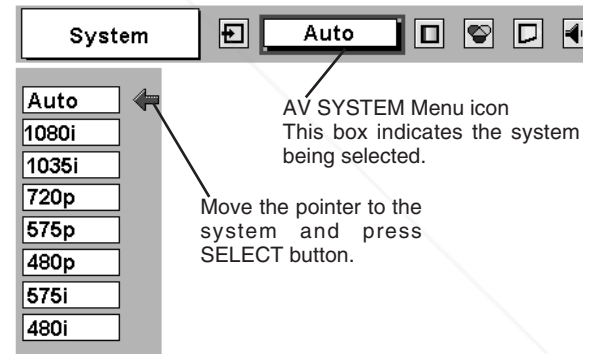 System
Auto
AV SYSTEM Menu icon
This box indicates the system
being selected.
Auto
1080i
1035i
720p
575p
480p
575i
480i
Move the pointer to the
system and press
SELECT button.